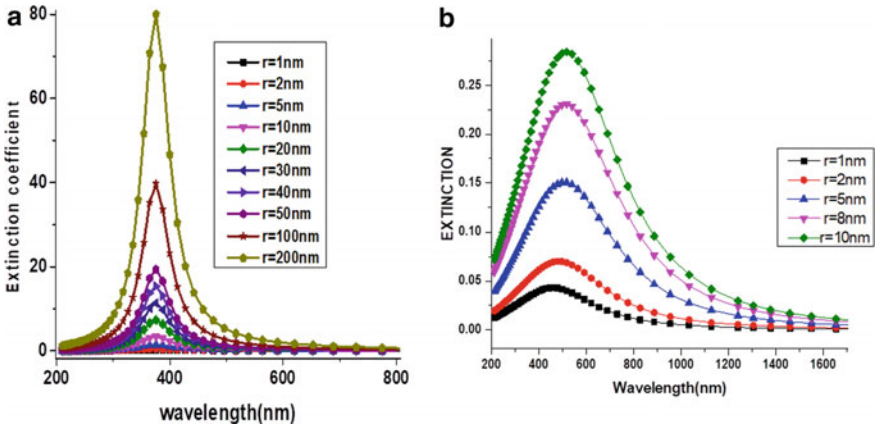 a
80
60
40
20
0
Extinction coefficient
200
400
600
800
wavelength(nm)
r=1nm
r=2nm
r=5nm
r=10nm
r=20nm
r=30nm
r=40nm
r=50nm
r=100nm
r=200nm
b
0.25
0.20
0.15
0.10
0.05
0.00
EXTINCTION
200
400
600
800
1000
1200
1400
1600
Wavelength(nm)
r=1nm
r=2nm
r=5nm
r=8nm
r=10nm